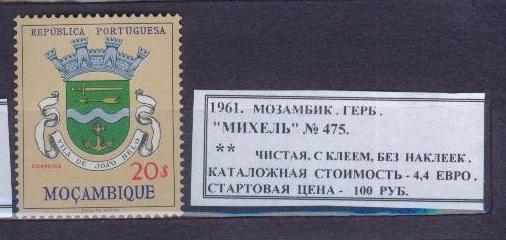 REPÚBLICA PORTUGUESA
VILA DE JOÃO BELO
CORREIOS
20$
MOÇAMBIQUE
1961. МОЗАМБИК. ГЕРБ.
"МИХЕЛЬ" № 475.
** ЧИСТАЯ, С КЛЕЕМ, БЕЗ НАКЛЕЕК.
КАТАЛОЖНАЯ СТОИМОСТЬ - 4,4 ЕВРО.
СТАРТОВАЯ ЦЕНА - 100 РУБ.